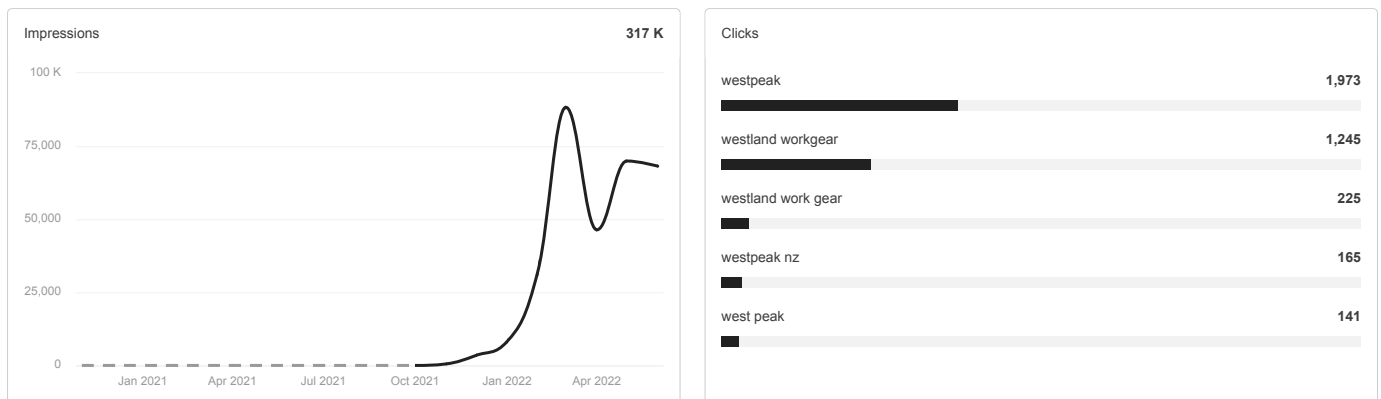 Impressions 317 K
100 K
75,000
50,000
25,000
0
Jan 2021 Apr 2021 Jul 2021 Oct 2021 Jan 2022 Apr 2022
Clicks
westpeak 1,973
westland workgear 1,245
westland work gear 225
westpeak nz 165
west peak 141